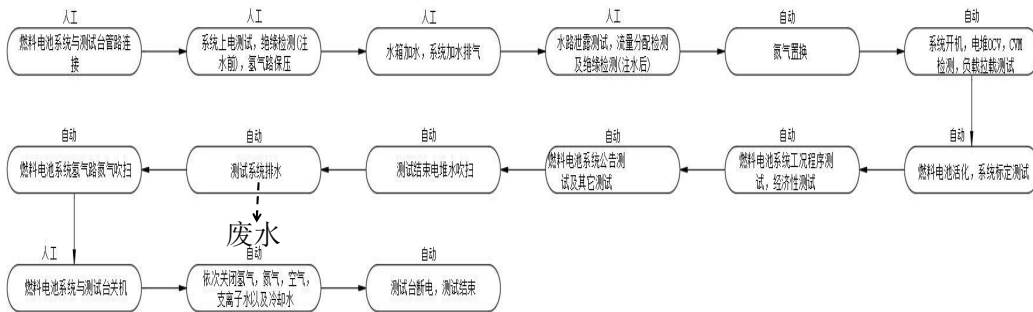 人工
燃料电池系统与测试台管路连
接
人工
系统上电测试，绝缘检测(注
水前)，氢气路保压
人工
水箱加水，系统加水排气
人工
水路泄露测试，流量分配检测
及绝缘检测(注水后)
自动
氮气置换
自动
系统开机，电堆OCV，CVM
检测，负载拉载测试
自动
燃料电池系统氢气路氮气吹扫
自动
测试系统排水
自动
测试结束电堆水吹扫
自动
燃料电池系统公告测
试及其它测试
自动
燃料电池系统工况程序测
试，经济性测试
自动
燃料电池活化，系统标定测试
废水
人工
燃料电池系统与测试台关机
自动
依次关闭氢气，氮气，空气，
支离子水以及冷却水
自动
测试台断电，测试结束